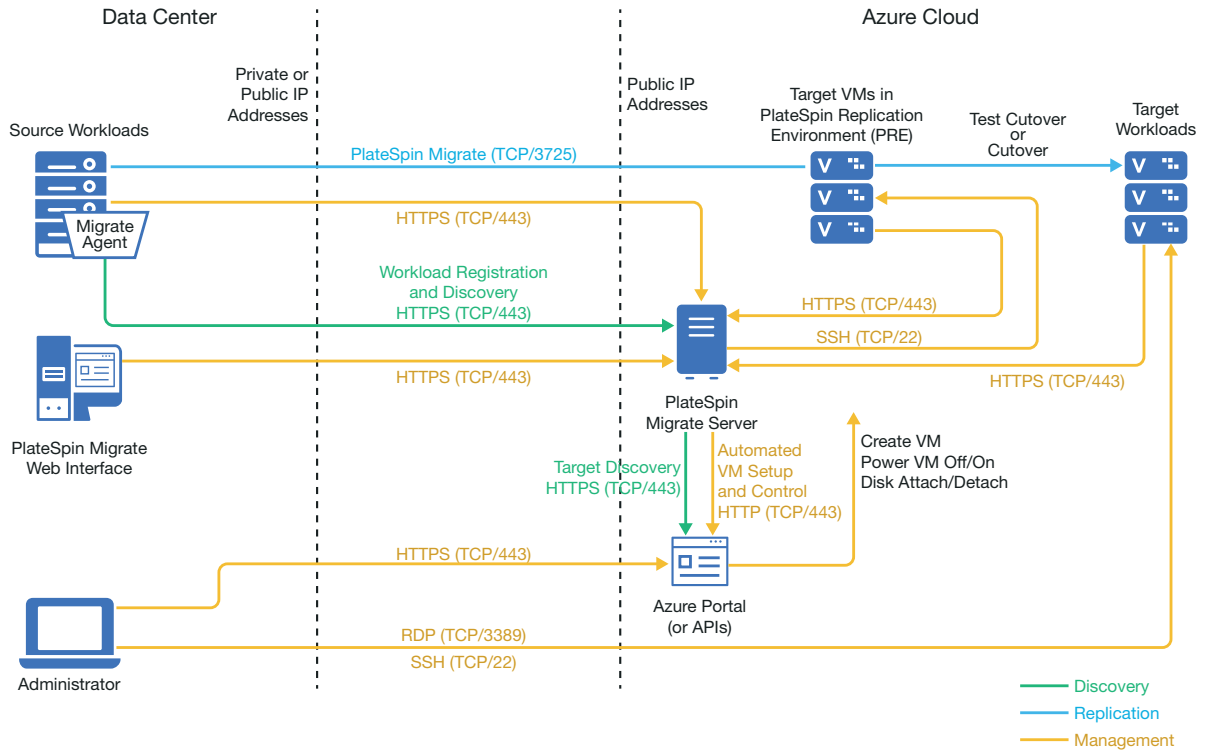 Data Center
Azure Cloud
Private or
Public IP
Addresses
Public IP
Addresses
Source Workloads
Target VMs in
PlateSpin Replication
Environment (PRE)
Test Cutover
or
Cutover
Target
Workloads
PlateSpin Migrate (TCP/3725)
V
V
V
V
V
V
HTTPS (TCP/443)
Migrate
Agent
Workload Registration
and Discovery
HTTPS (TCP/443)
HTTPS (TCP/443)
SSH (TCP/22)
HTTPS (TCP/443)
HTTPS (TCP/443)
PlateSpin Migrate
Web Interface
PlateSpin
Migrate Server
Target Discovery
HTTPS (TCP/443)
Automated
VM Setup
and Control
HTTP (TCP/443)
Create VM
Power VM Off/On
Disk Attach/Detach
HTTPS (TCP/443)
Azure Portal
(or APIs)
RDP (TCP/3389)
SSH (TCP/22)
Administrator
Discovery
Replication
Management